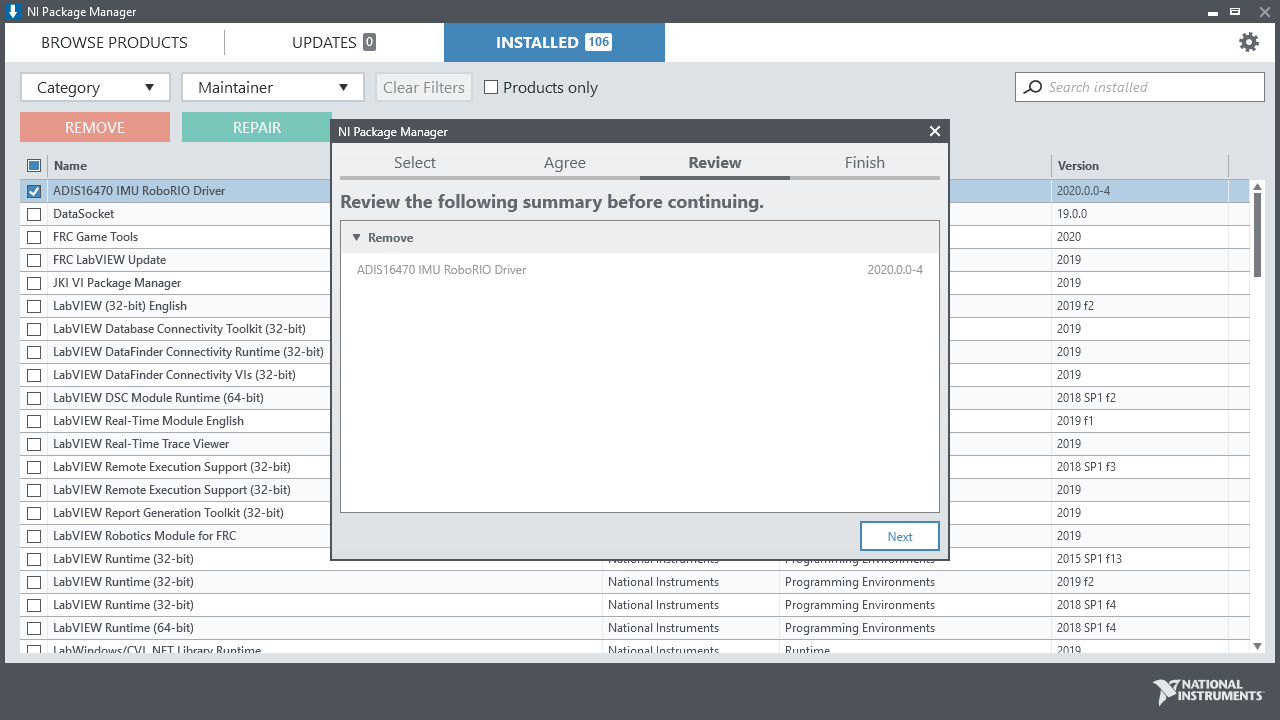 NI Package Manager
BROWSE PRODUCTS UPDATES 0 INSTALLED 106
Category Maintainer Clear Filters Products only Search installed
REMOVE REPAIR
NI Package Manager
Select Agree Review Finish
Review the following summary before continuing.
Remove
ADIS16470 IMU RoboRIO Driver 2020.0.0-4
Next
Name Version
ADIS16470 IMU RoboRIO Driver 2020.0.0-4
DataSocket 19.0.0
FRC Game Tools 2020
FRC LabVIEW Update 2019
JKI VI Package Manager 2019
LabVIEW (32-bit) English 2019 f2
LabVIEW Database Connectivity Toolkit (32-bit) 2019
LabVIEW DataFinder Connectivity Runtime (32-bit) 2019
LabVIEW DataFinder Connectivity VIs (32-bit) 2019
LabVIEW DSC Module Runtime (64-bit) 2018 SP1 f2
LabVIEW Real-Time Module English 2019 f1
LabVIEW Real-Time Trace Viewer 2019
LabVIEW Remote Execution Support (32-bit) 2018 SP1 f3
LabVIEW Remote Execution Support (32-bit) 2019
LabVIEW Report Generation Toolkit (32-bit) 2019
LabVIEW Robotics Module for FRC 2019
LabVIEW Runtime (32-bit) National Instruments Programming Environments 2015 SP1 f13
LabVIEW Runtime (32-bit) National Instruments Programming Environments 2019 f2
LabVIEW Runtime (32-bit) National Instruments Programming Environments 2018 SP1 f4
LabVIEW Runtime (64-bit) National Instruments Programming Environments 2018 SP1 f4
LabWindows/CVI .NET Library Runtime National Instruments Runtime 2019
NATIONAL
INSTRUMENTS